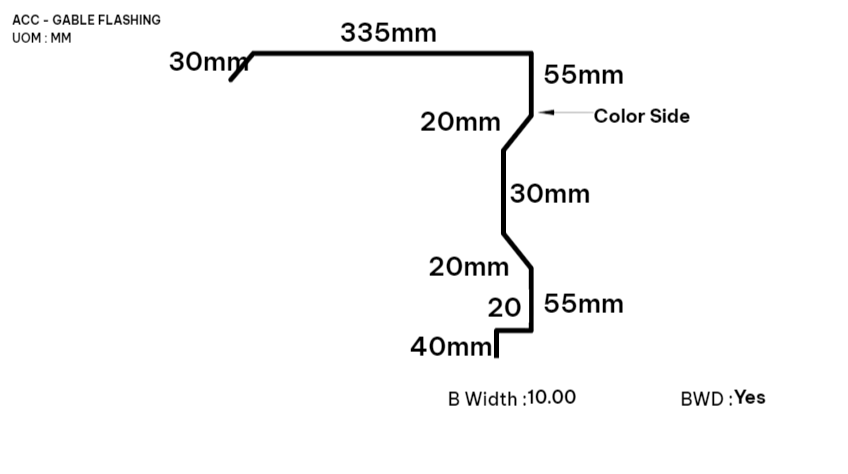 ACC - GABLE FLASHING
UOM : MM
335mm
30mm
55mm
Color Side
20mm
30mm
20mm
20
55mm
40mm
B Width :10.00
BWD :Yes